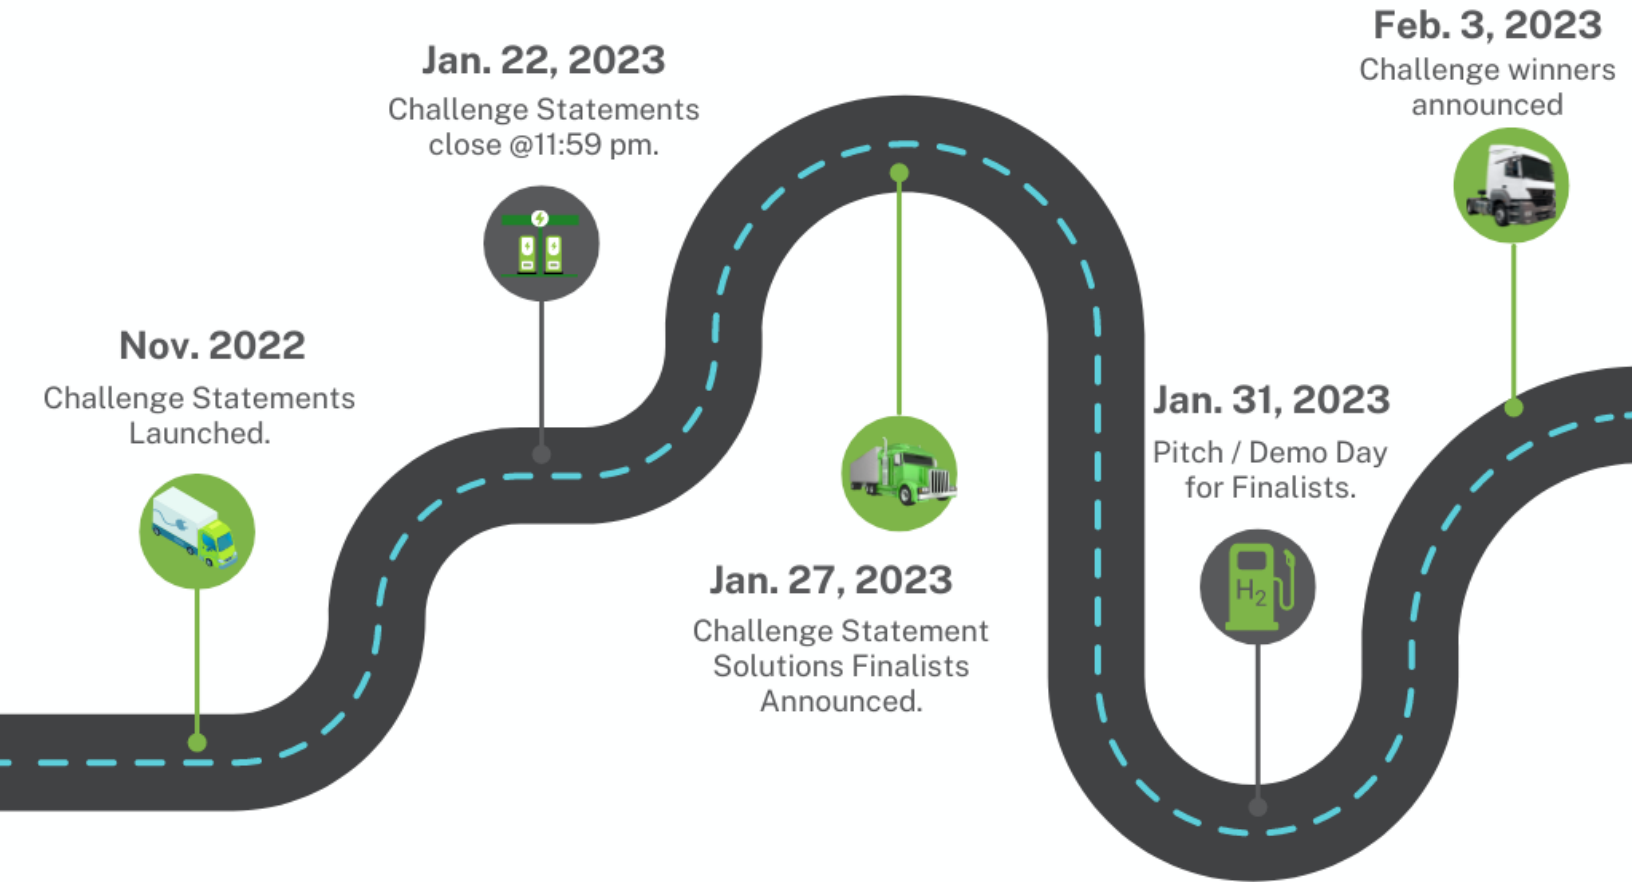 Nov. 2022
Challenge Statements
Launched.
Jan. 22, 2023
Challenge Statements
close @11:59 pm.
Jan. 27, 2023
Challenge Statement
Solutions Finalists
Announced.
Jan. 31, 2023
Pitch / Demo Day
for Finalists.
H2
Feb. 3, 2023
Challenge winners
announced